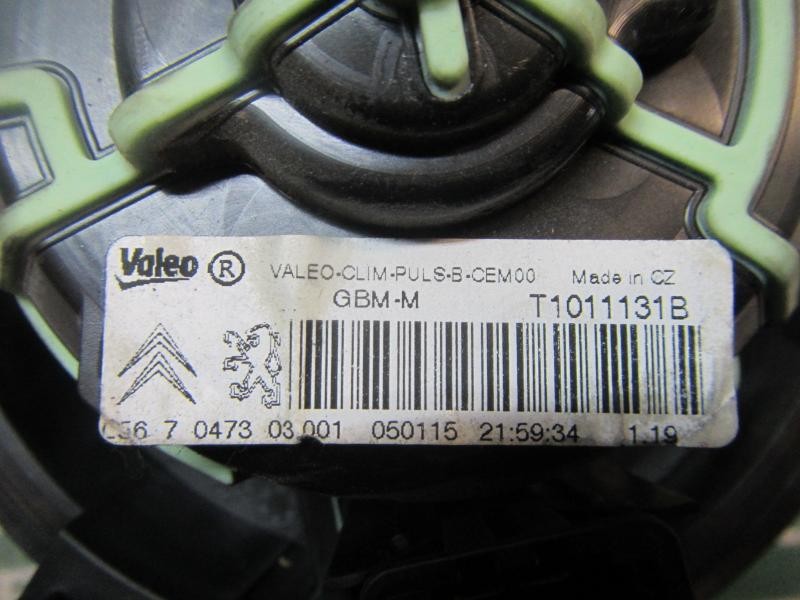 Valeo ® VALEO-CLIM-PULS-B-CEM00 Made in CZ
GBM-M T1011131B
7 0473 03 001 050115 21:59:34 1.19